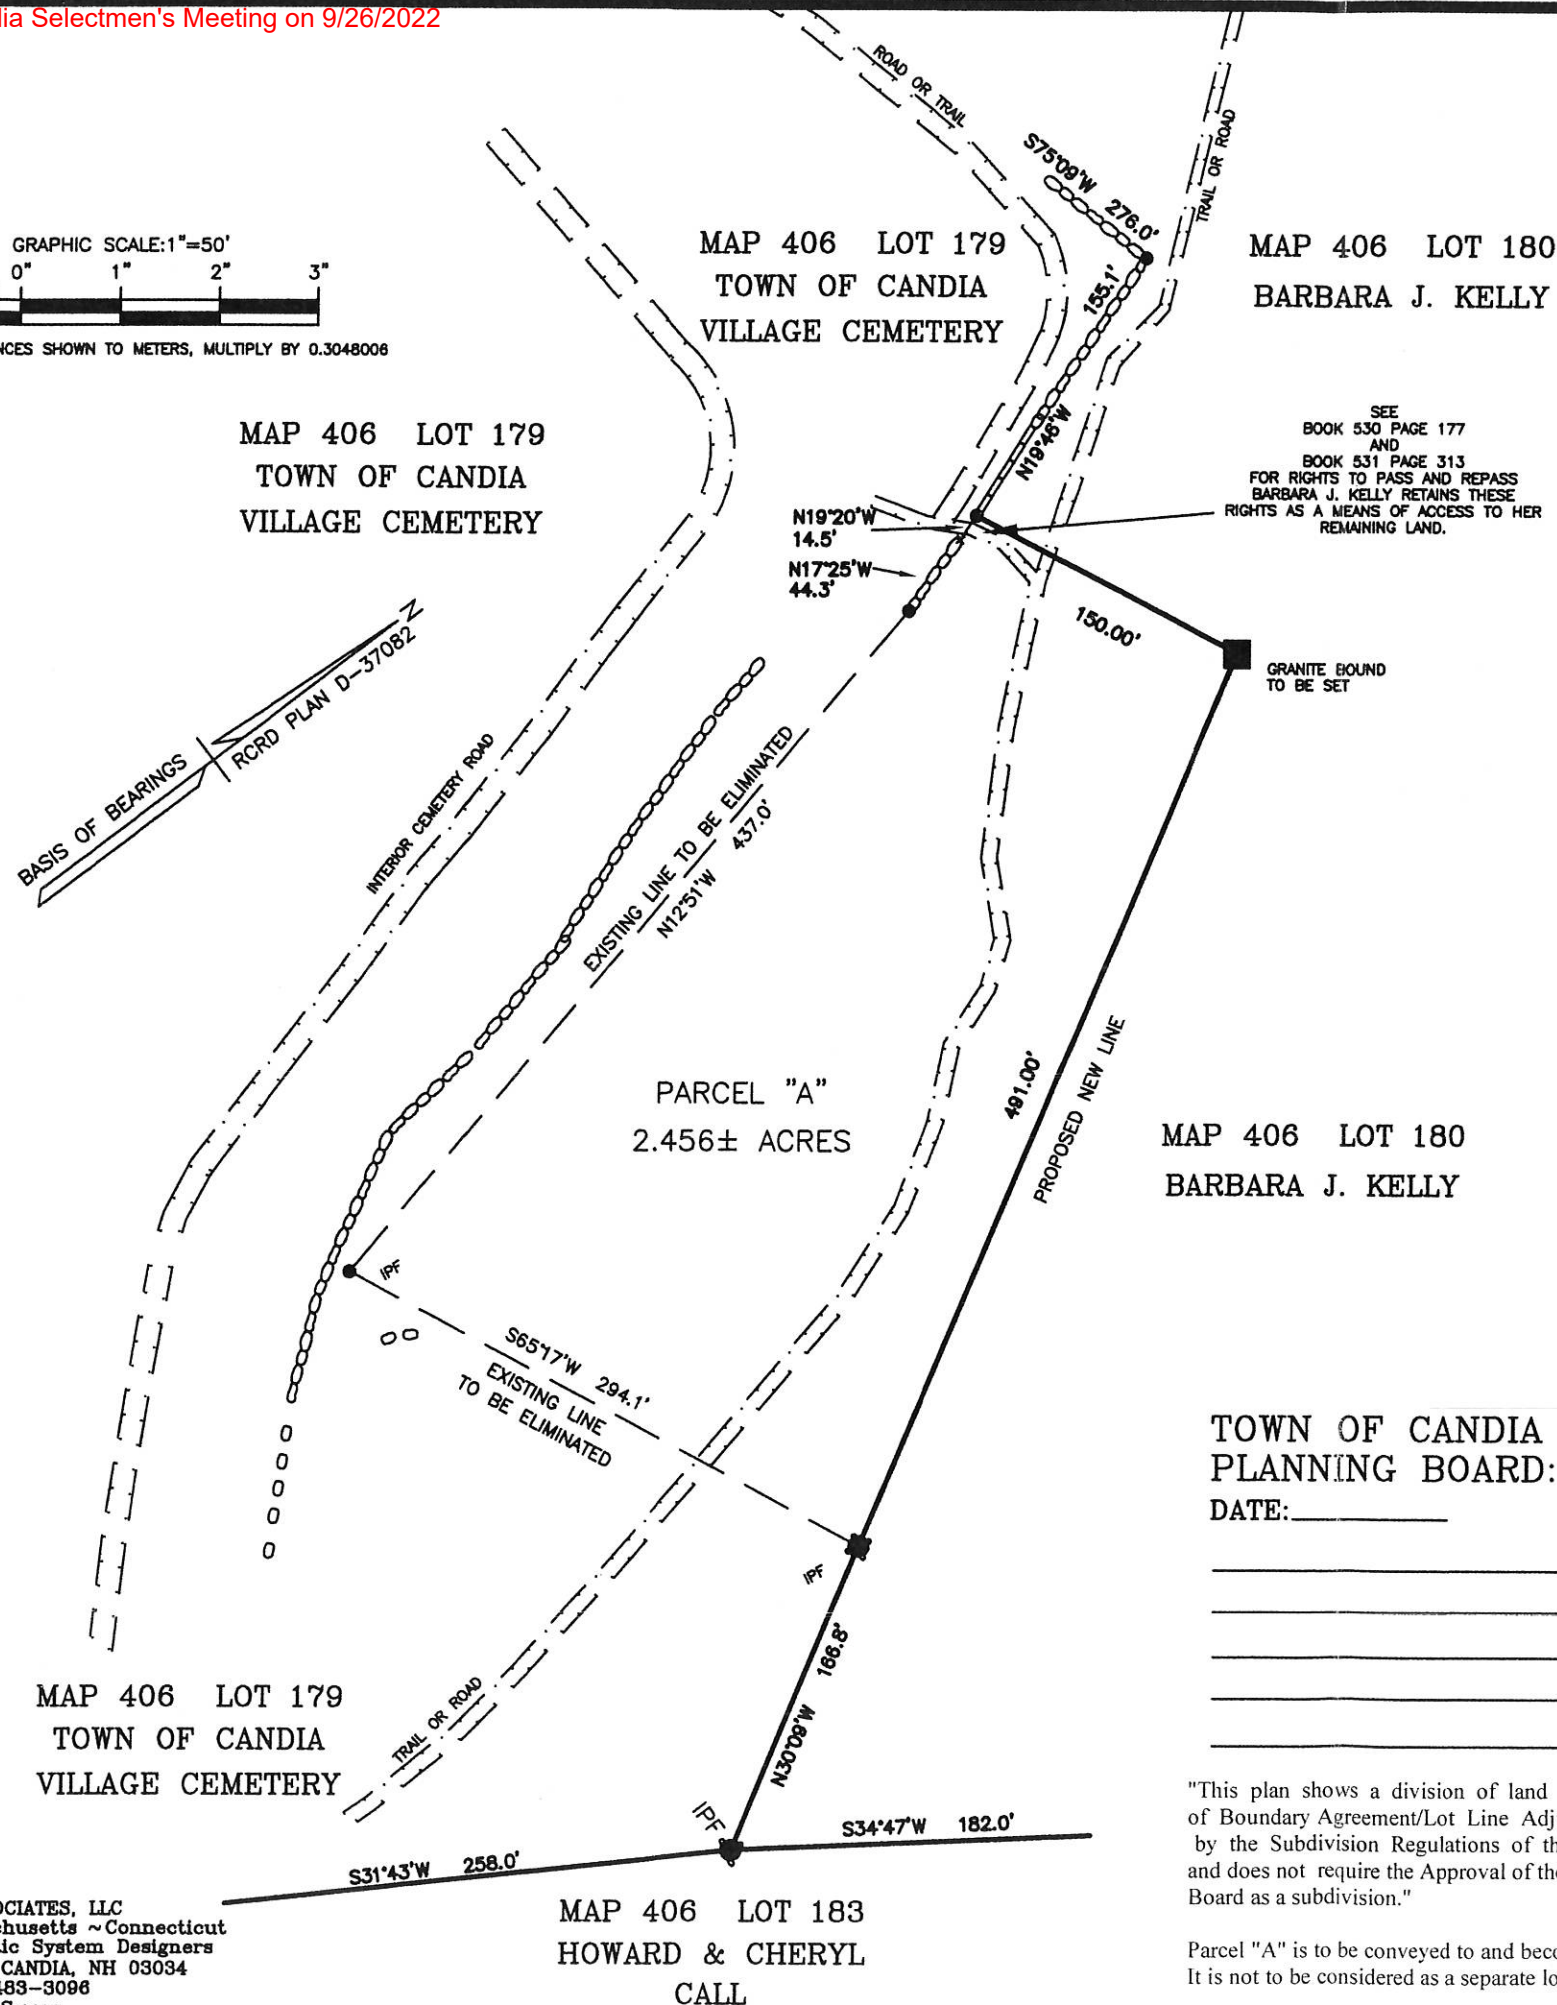 dia Selectmen's Meeting on 9/26/2022
ROAD OR TRAIL
TRAIL OR ROAD
S75°09'W 276.0'
155.1'
N19°46'W
GRAPHIC SCALE:1"=50'
0" 1" 2" 3"
NCES SHOWN TO METERS, MULTIPLY BY 0.3048006
MAP 406 LOT 179
TOWN OF CANDIA
VILLAGE CEMETERY
MAP 406 LOT 180
BARBARA J. KELLY
MAP 406 LOT 179
TOWN OF CANDIA
VILLAGE CEMETERY
SEE
BOOK 530 PAGE 177
AND
BOOK 531 PAGE 313
FOR RIGHTS TO PASS AND REPASS
BARBARA J. KELLY RETAINS THESE
RIGHTS AS A MEANS OF ACCESS TO HER
REMAINING LAND.
N19°20'W
14.5'
N17°25'W
44.3'
150.00'
GRANITE BOUND
TO BE SET
N
BASIS OF BEARINGS
RCRD PLAN D-37082
INTERIOR CEMETERY ROAD
EXISTING LINE TO BE ELIMINATED
N12°51'W 437.0'
PARCEL "A"
2.456± ACRES
491.00'
PROPOSED NEW LINE
MAP 406 LOT 180
BARBARA J. KELLY
IPF
S65°17'W 294.1'
EXISTING LINE
TO BE ELIMINATED
IPF
TOWN OF CANDIA
PLANNING BOARD:
DATE:
N30°09'W 166.8'
TRAIL OR ROAD
MAP 406 LOT 179
TOWN OF CANDIA
VILLAGE CEMETERY
IPF
S31°43'W 258.0'
S34°47'W 182.0'
MAP 406 LOT 183
HOWARD & CHERYL
CALL
"This plan shows a division of land
of Boundary Agreement/Lot Line Adj
by the Subdivision Regulations of th
and does not require the Approval of the
Board as a subdivision."
Parcel "A" is to be conveyed to and beco
It is not to be considered as a separate lo
OCIATES, LLC
chusetts ~ Connecticut
ic System Designers
CANDIA, NH 03034
483-3096